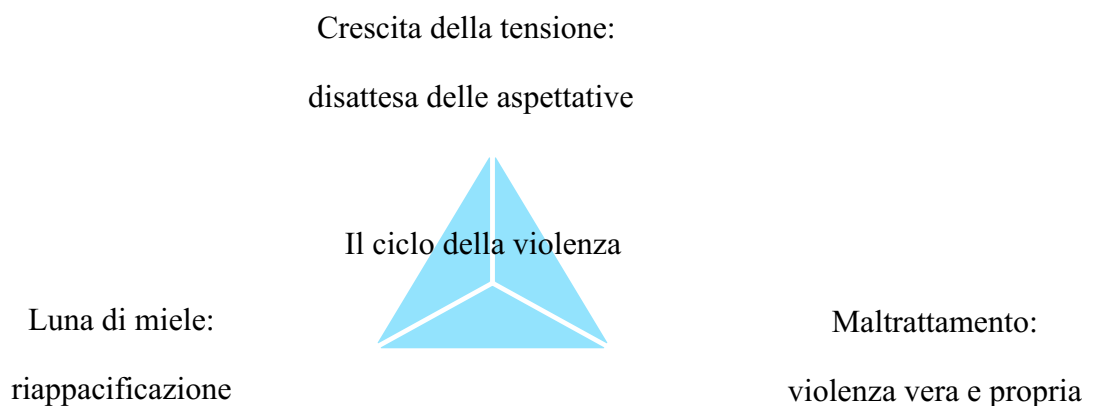 Crescita della tensione:
disattesa delle aspettative
Il ciclo della violenza
Luna di miele:
riappacificazione
Maltrattamento:
violenza vera e propria